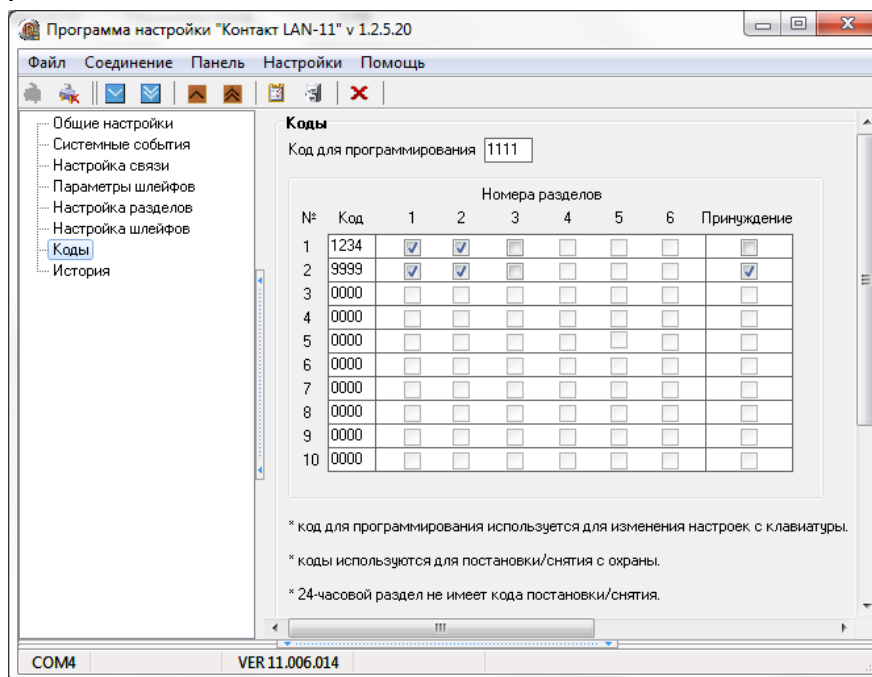 Программа настройки "Контакт LAN-11" v 1.2.5.20
Файл Соединение Панель Настройки Помощь
Общие настройки
Системные события
Настройка связи
Параметры шлейфов
Настройка разделов
Настройка шлейфов
Коды
История
Коды
Код для программирования 1111
Номера разделов
№ Код 1 2 3 4 5 6 Принуждение
1 1234
2 9999
3 0000
4 0000
5 0000
6 0000
7 0000
8 0000
9 0000
10 0000
* код для программирования используется для изменения настроек с клавиатуры.
* коды используются для постановки/снятия с охраны.
* 24-часовой раздел не имеет кода постановки/снятия.
COM4 VER 11.006.014